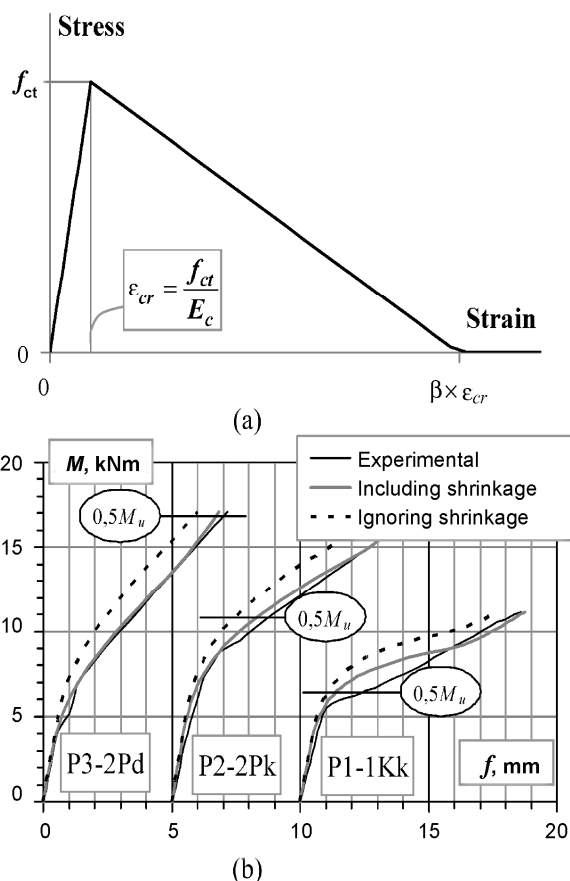 Stress
f_ct
ε_cr = f_ct / E_c
Strain
0
0
β × ε_cr
(a)
M, kNm
Experimental
Including shrinkage
Ignoring shrinkage
20
15
10
5
0
0,5M_u
0,5M_u
0,5M_u
P3-2Pd
P2-2Pk
P1-1Kk
f, mm
0 5 10 15 20
(b)